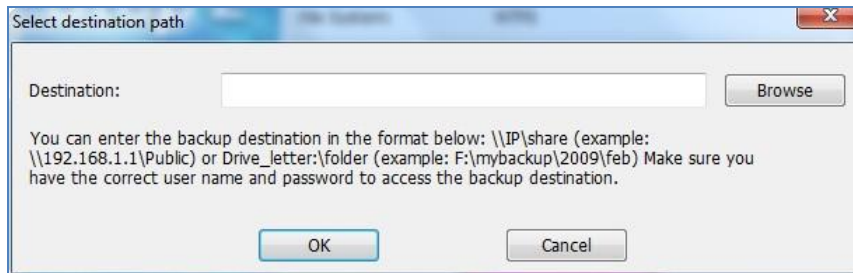 Select destination path
Destination:
Browse
You can enter the backup destination in the format below: \\IP\share (example:
\\192.168.1.1\Public) or Drive_letter:\folder (example: F:\mybackup\2009\feb) Make sure you
have the correct user name and password to access the backup destination.
OK
Cancel